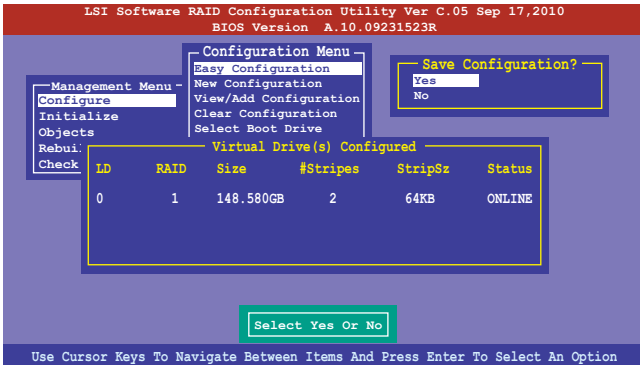 LSI Software RAID Configuration Utility Ver C.05 Sep 17,2010
BIOS Version A.10.09231523R
Configuration Menu
Easy Configuration
New Configuration
View/Add Configuration
Clear Configuration
Select Boot Drive
Save Configuration?
Yes
No
Management Menu
Configure
Initialize
Objects
Rebui
Check
Virtual Drive(s) Configured
LD RAID Size #Stripes StripSz Status
0 1 148.580GB 2 64KB ONLINE
Select Yes Or No
Use Cursor Keys To Navigate Between Items And Press Enter To Select An Option